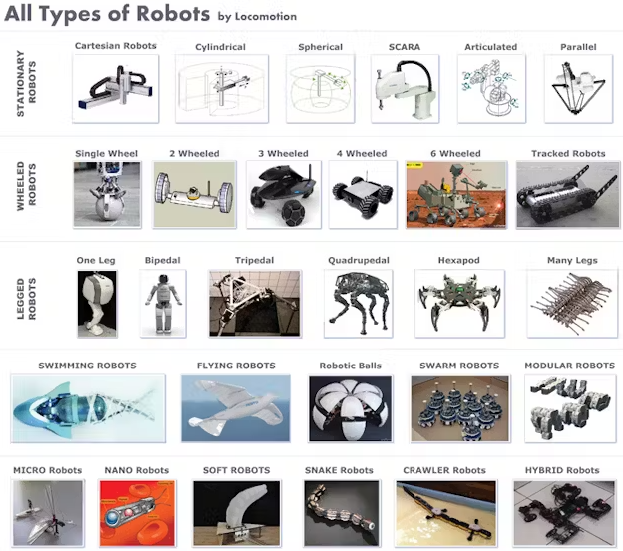 All Types of Robots by Locomotion
STATIONARY
ROBOTS
Cartesian Robots
Cylindrical
Spherical
SCARA
Articulated
Parallel
WHEELED
ROBOTS
Single Wheel
2 Wheeled
3 Wheeled
4 Wheeled
6 Wheeled
Tracked Robots
LEGGED
ROBOTS
One Leg
Bipedal
Tripedal
Quadrupedal
Hexapod
Many Legs
SWIMMING ROBOTS
FLYING ROBOTS
Robotic Balls
SWARM ROBOTS
MODULAR ROBOTS
MICRO Robots
NANO Robots
SOFT ROBOTS
SNAKE Robots
CRAWLER Robots
HYBRID Robots